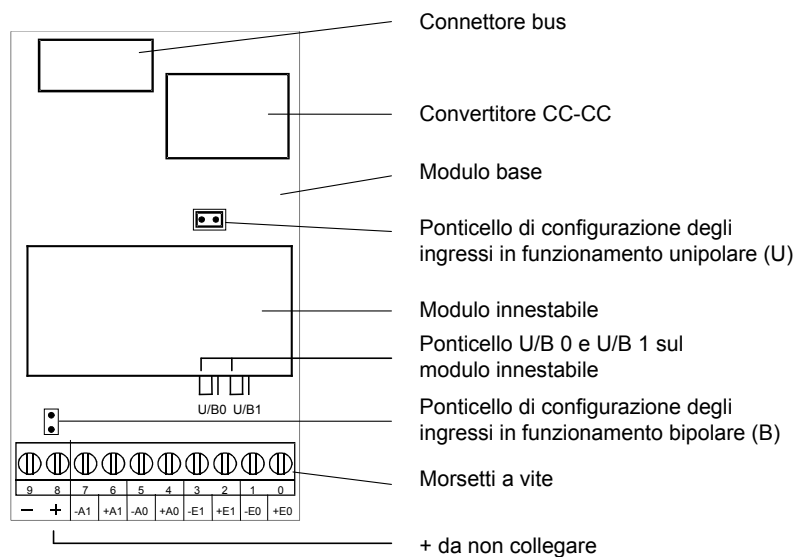 Connettore bus
Convertitore CC-CC
Modulo base
Ponticello di configurazione degli
ingressi in funzionamento unipolare (U)
Modulo innestabile
Ponticello U/B 0 e U/B 1 sul
modulo innestabile
U/B0 U/B1
Ponticello di configurazione degli
ingressi in funzionamento bipolare (B)
Morsetti a vite
9 8 7 6 5 4 3 2 1 0
− + -A1 +A1 -A0 +A0 -E1 +E1 -E0 +E0
+ da non collegare